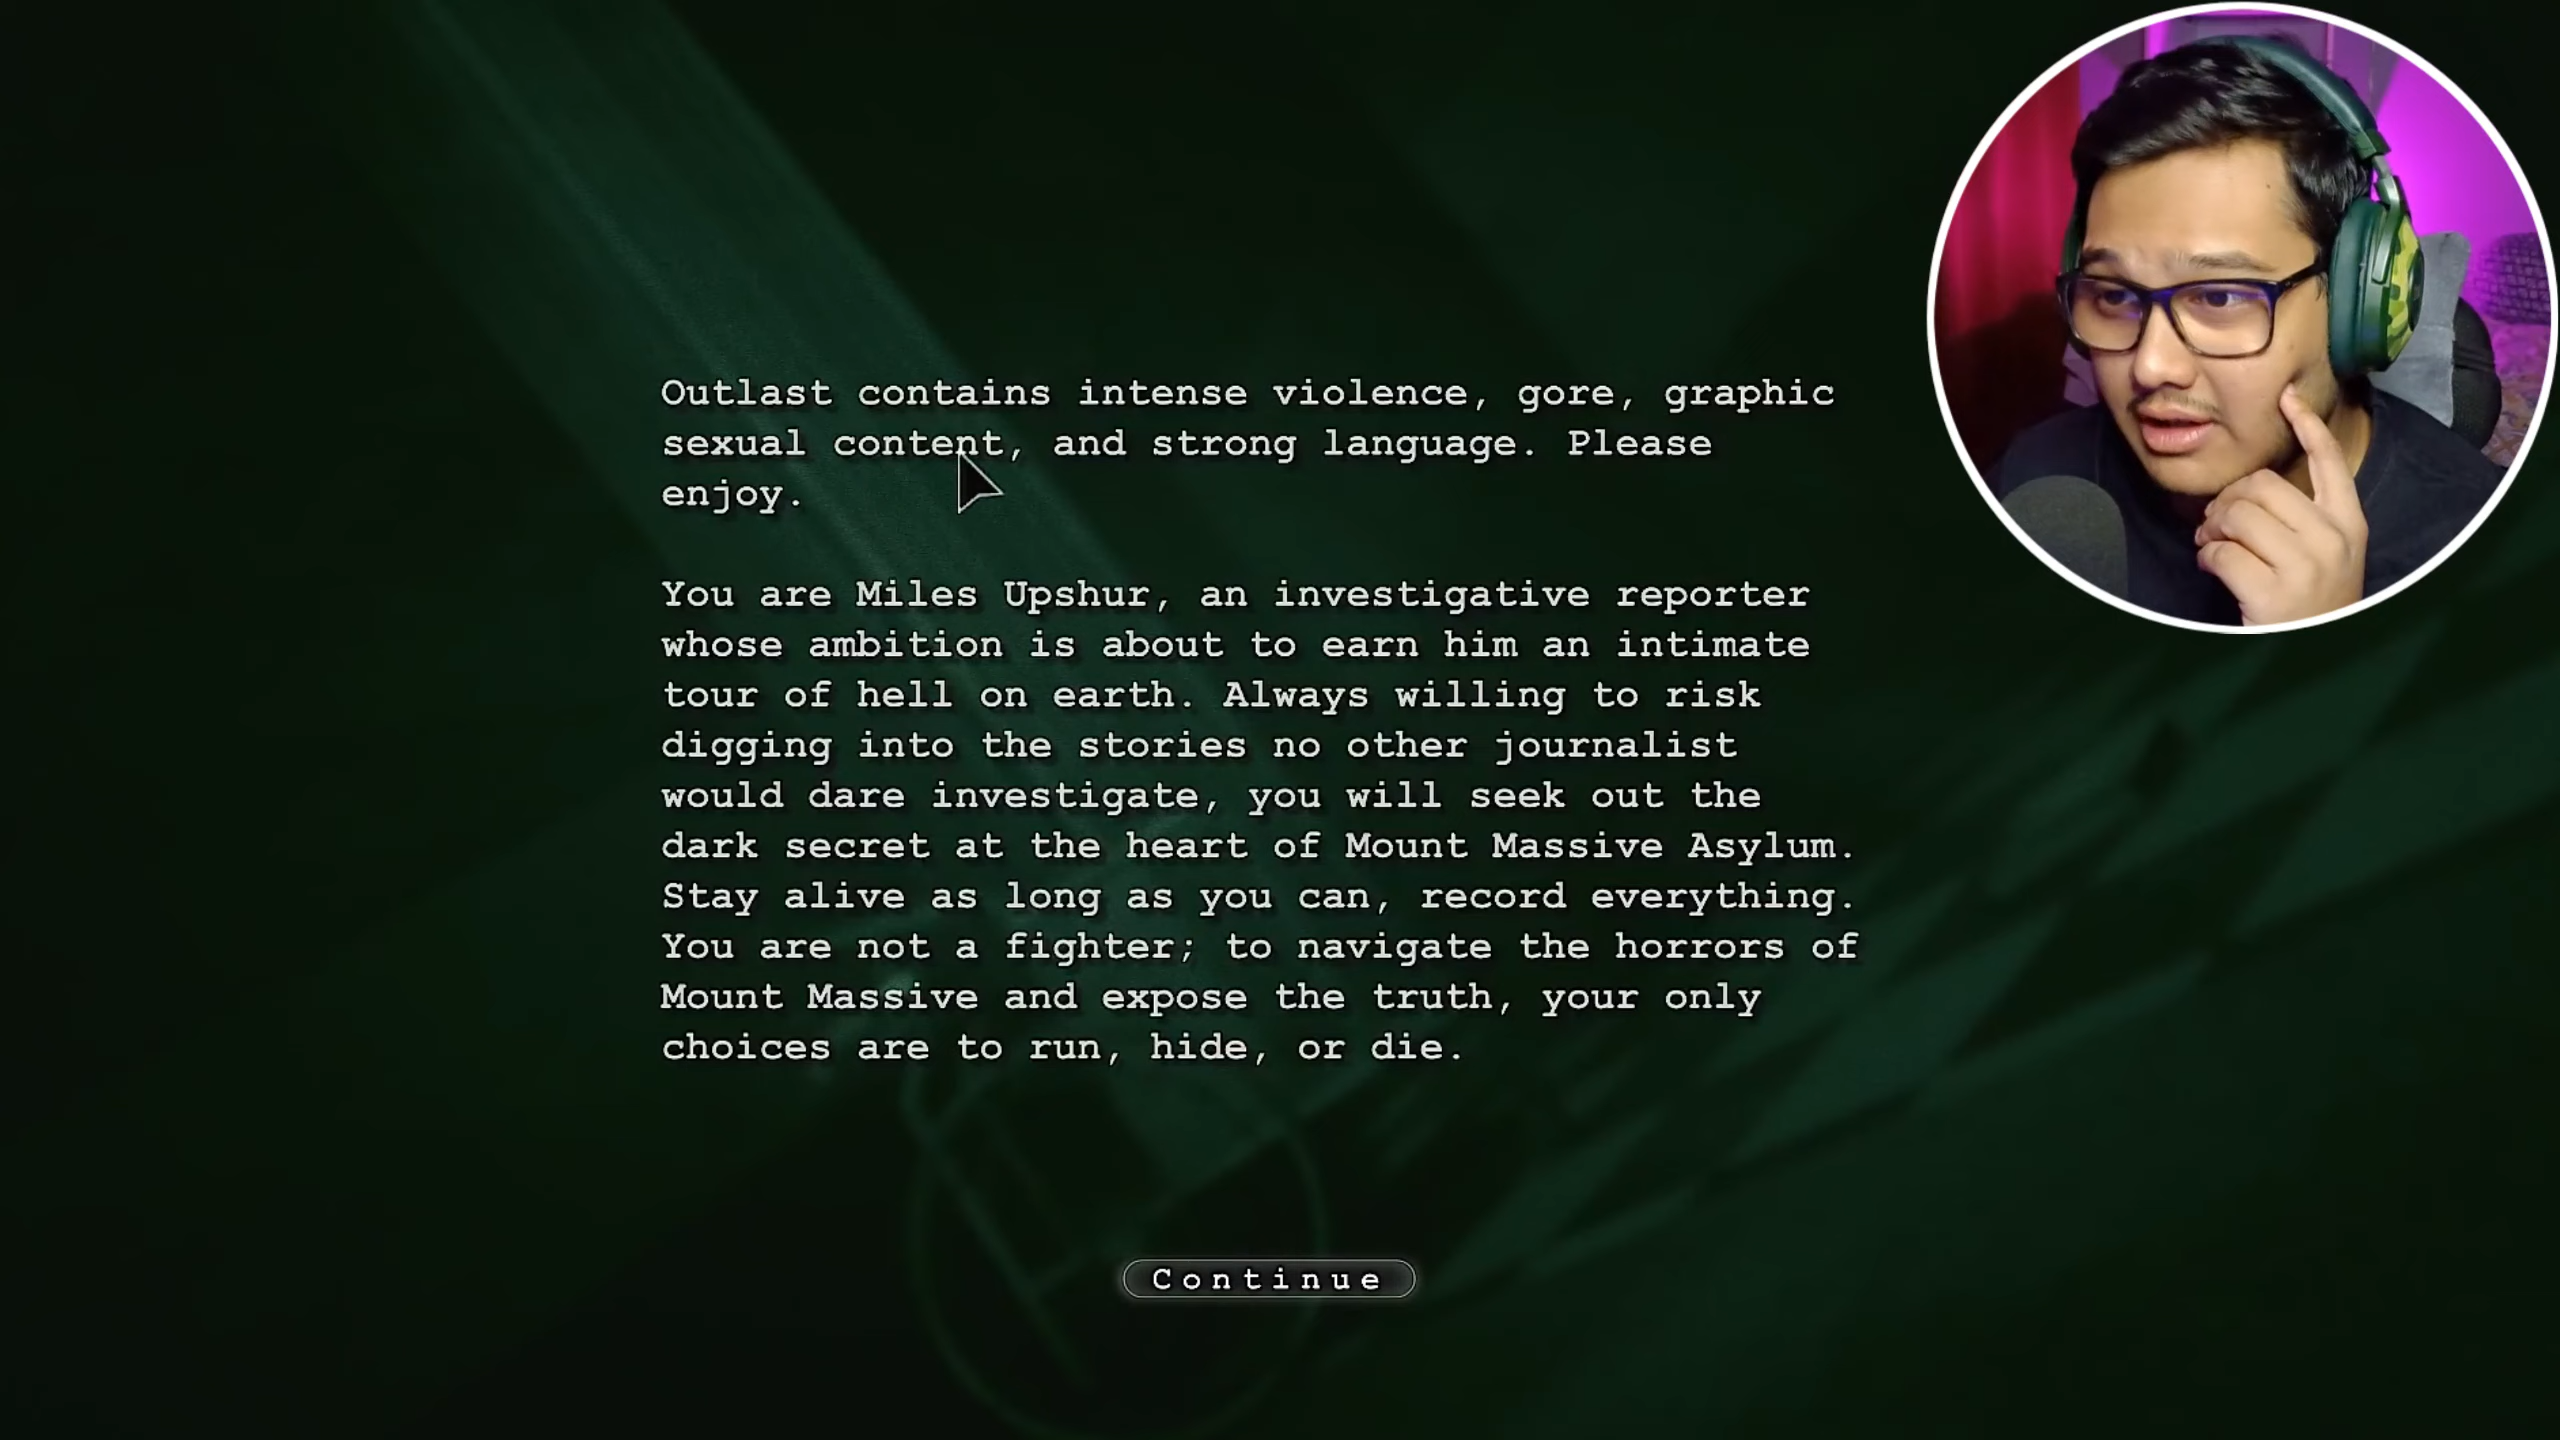 Outlast contains intense violence, gore, graphic
sexual content, and strong language. Please
enjoy.
You are Miles Upshur, an investigative reporter
whose ambition is about to earn him an intimate
tour of hell on earth. Always willing to risk
digging into the stories no other journalist
would dare investigate, you will seek out the
dark secret at the heart of Mount Massive Asylum.
Stay alive as long as you can, record everything.
You are not a fighter; to navigate the horrors of
Mount Massive and expose the truth, your only
choices are to run, hide, or die.
Continue